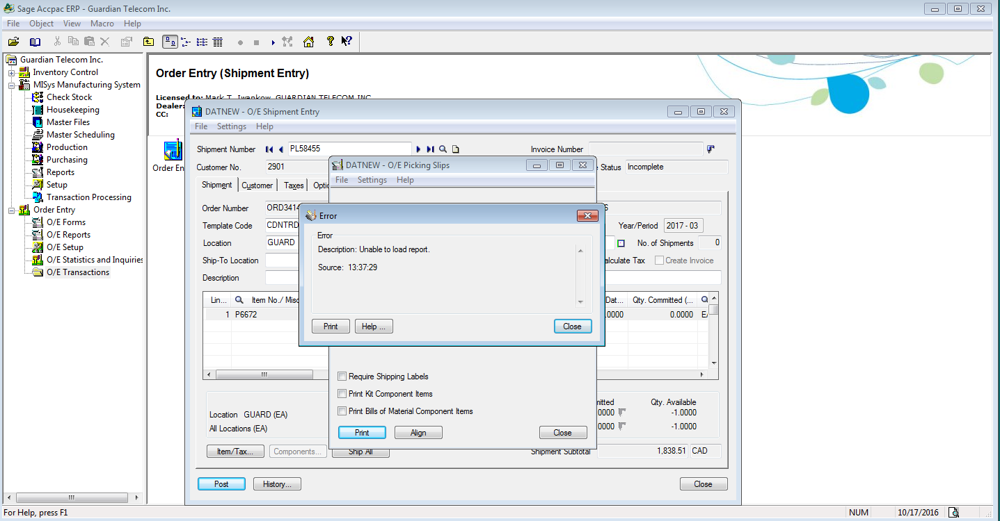 Sage Accpac ERP - Guardian Telecom Inc.
File Object View Macro Help
Guardian Telecom Inc.
Inventory Control
MISys Manufacturing System
Check Stock
Housekeeping
Master Files
Master Scheduling
Production
Purchasing
Reports
Setup
Transaction Processing
Order Entry
O/E Forms
O/E Reports
O/E Setup
O/E Statistics and Inquiries
O/E Transactions
Order Entry (Shipment Entry)
Licensed to: Mark T. Iwankow, GUARDIAN TELECOM INC
Dealer:
CC:
Order En
DATNEW - O/E Shipment Entry
File Settings Help
Shipment Number PL58455 Invoice Number
Customer No. 2901 Status Incomplete
Shipment Customer Taxes Optio
Order Number ORD3414 6
Template Code CDNTRD Year/Period 2017 - 03
Location GUARD No. of Shipments 0
Ship-To Location alculate Tax Create Invoice
Description
Lin... Item No./ Misc Dat... Qty. Committed (...
1 P6672 .0000 0.0000 EA
Location GUARD (EA)
All Locations (EA)
mitted Qty. Available
0000 -1.0000
0000 -1.0000
Item/Tax... Components... Ship All Shipment Subtotal 1,838.51 CAD
Post History... Close
DATNEW - O/E Picking Slips
File Settings Help
Error
Error
Description: Unable to load report.
Source: 13:37:29
Print Help ... Close
Require Shipping Labels
Print Kit Component Items
Print Bills of Material Component Items
Print Align Close
For Help, press F1 NUM 10/17/2016